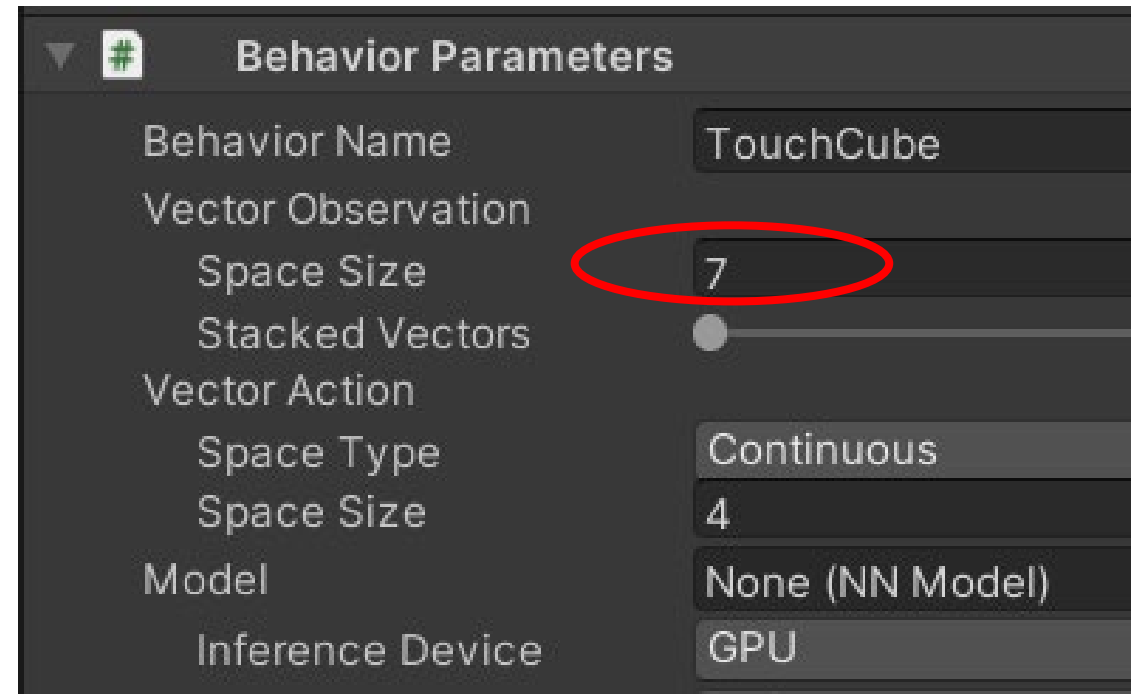 # Behavior Parameters
Behavior Name TouchCube
Vector Observation
Space Size 7
Stacked Vectors
Vector Action
Space Type Continuous
Space Size 4
Model None (NN Model)
Inference Device GPU